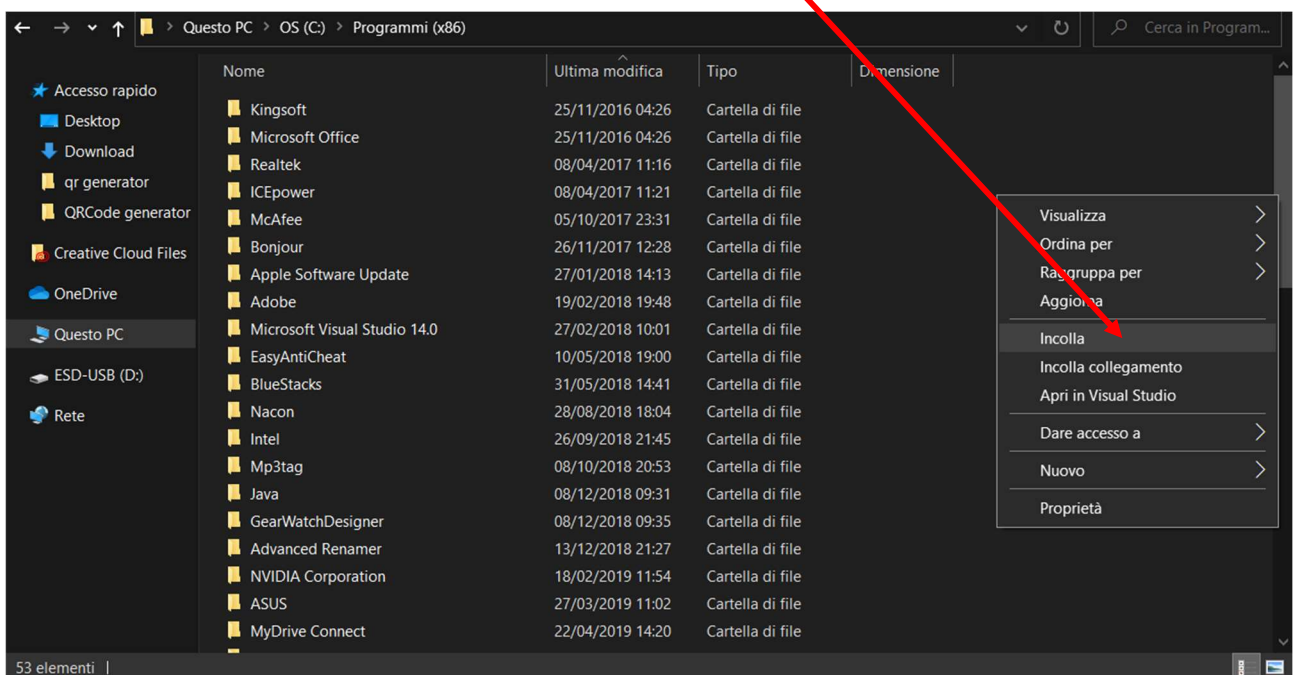 Questo PC > OS (C:) > Programmi (x86)
Cerca in Program...
Nome Ultima modifica Tipo Dimensione
Accesso rapido
Desktop
Download
qr generator
QRCode generator
Creative Cloud Files
OneDrive
Questo PC
ESD-USB (D:)
Rete
Kingsoft 25/11/2016 04:26 Cartella di file
Microsoft Office 25/11/2016 04:26 Cartella di file
Realtek 08/04/2017 11:16 Cartella di file
ICEpower 08/04/2017 11:21 Cartella di file
McAfee 05/10/2017 23:31 Cartella di file
Bonjour 26/11/2017 12:28 Cartella di file
Apple Software Update 27/01/2018 14:13 Cartella di file
Adobe 19/02/2018 19:48 Cartella di file
Microsoft Visual Studio 14.0 27/02/2018 10:01 Cartella di file
EasyAntiCheat 10/05/2018 19:00 Cartella di file
BlueStacks 31/05/2018 14:41 Cartella di file
Nacon 28/08/2018 18:04 Cartella di file
Intel 26/09/2018 21:45 Cartella di file
Mp3tag 08/10/2018 20:53 Cartella di file
Java 08/12/2018 09:31 Cartella di file
GearWatchDesigner 08/12/2018 09:35 Cartella di file
Advanced Renamer 13/12/2018 21:27 Cartella di file
NVIDIA Corporation 18/02/2019 11:54 Cartella di file
ASUS 27/03/2019 11:02 Cartella di file
MyDrive Connect 22/04/2019 14:20 Cartella di file
Visualizza
Ordina per
Raggruppa per
Aggiorna
Incolla
Incolla collegamento
Apri in Visual Studio
Dare accesso a
Nuovo
Proprietà
53 elementi